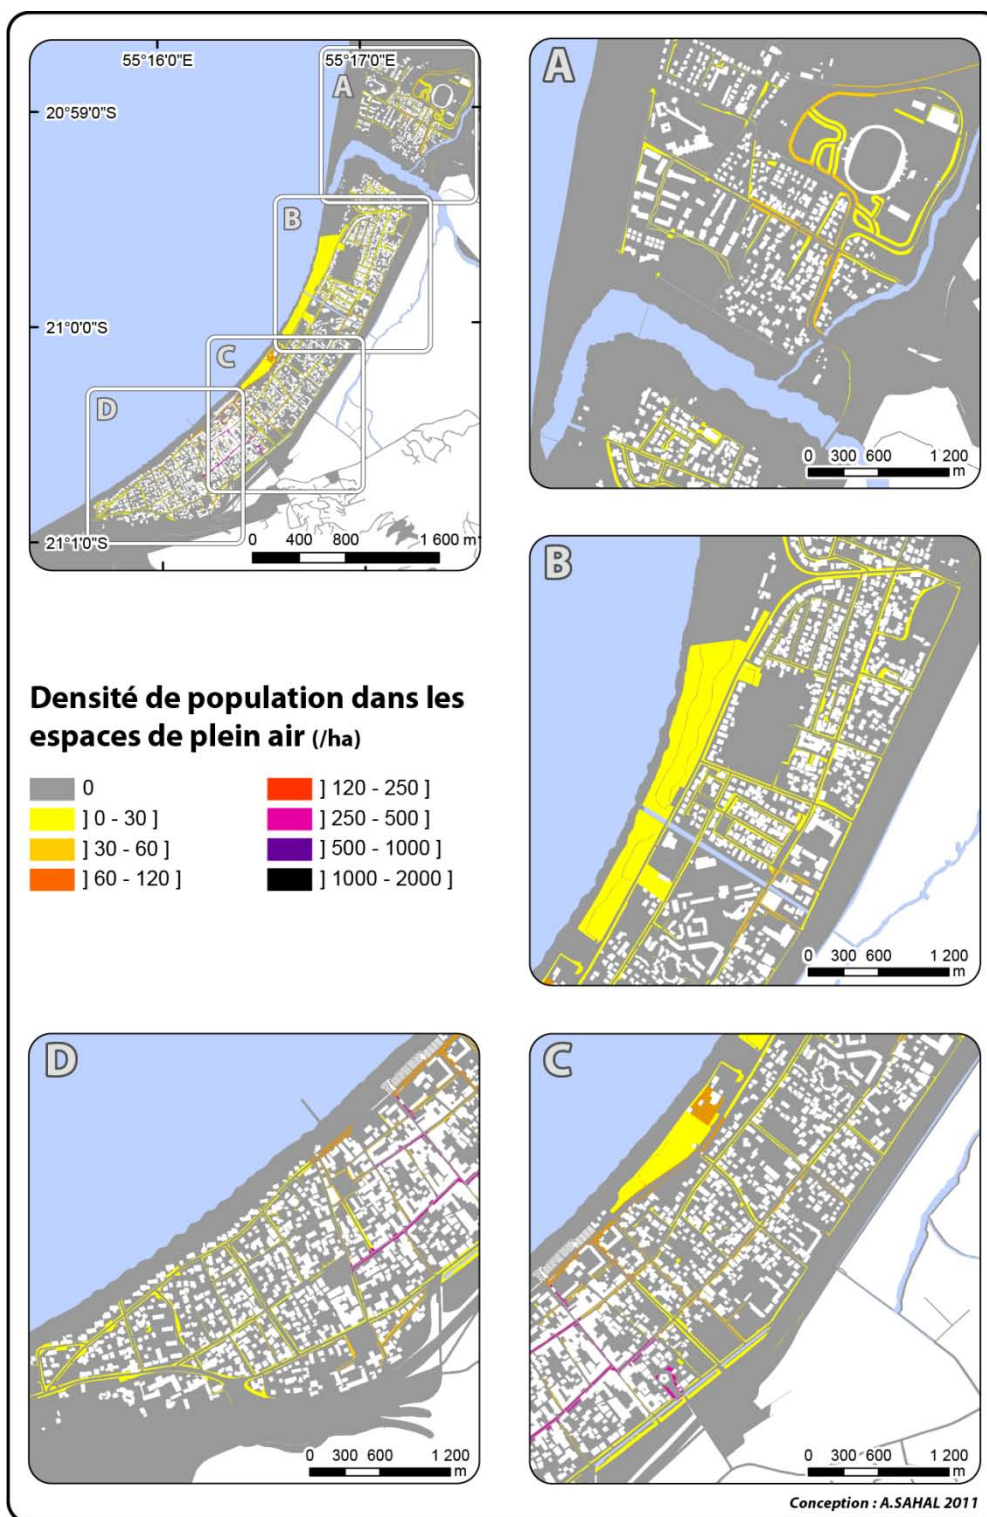 55°16'0"E
55°17'0"E
20°59'0"S
21°0'0"S
21°1'0"S
A
B
C
D
0 400 800 1 600 m
A
0 300 600 1 200
m
B
0 300 600 1 200
m
Densité de population dans les
espaces de plein air (/ha)
0
] 0 - 30 ]
] 30 - 60 ]
] 60 - 120 ]
] 120 - 250 ]
] 250 - 500 ]
] 500 - 1000 ]
] 1000 - 2000 ]
D
0 300 600 1 200
m
C
0 300 600 1 200
m
Conception : A.SAHAL 2011